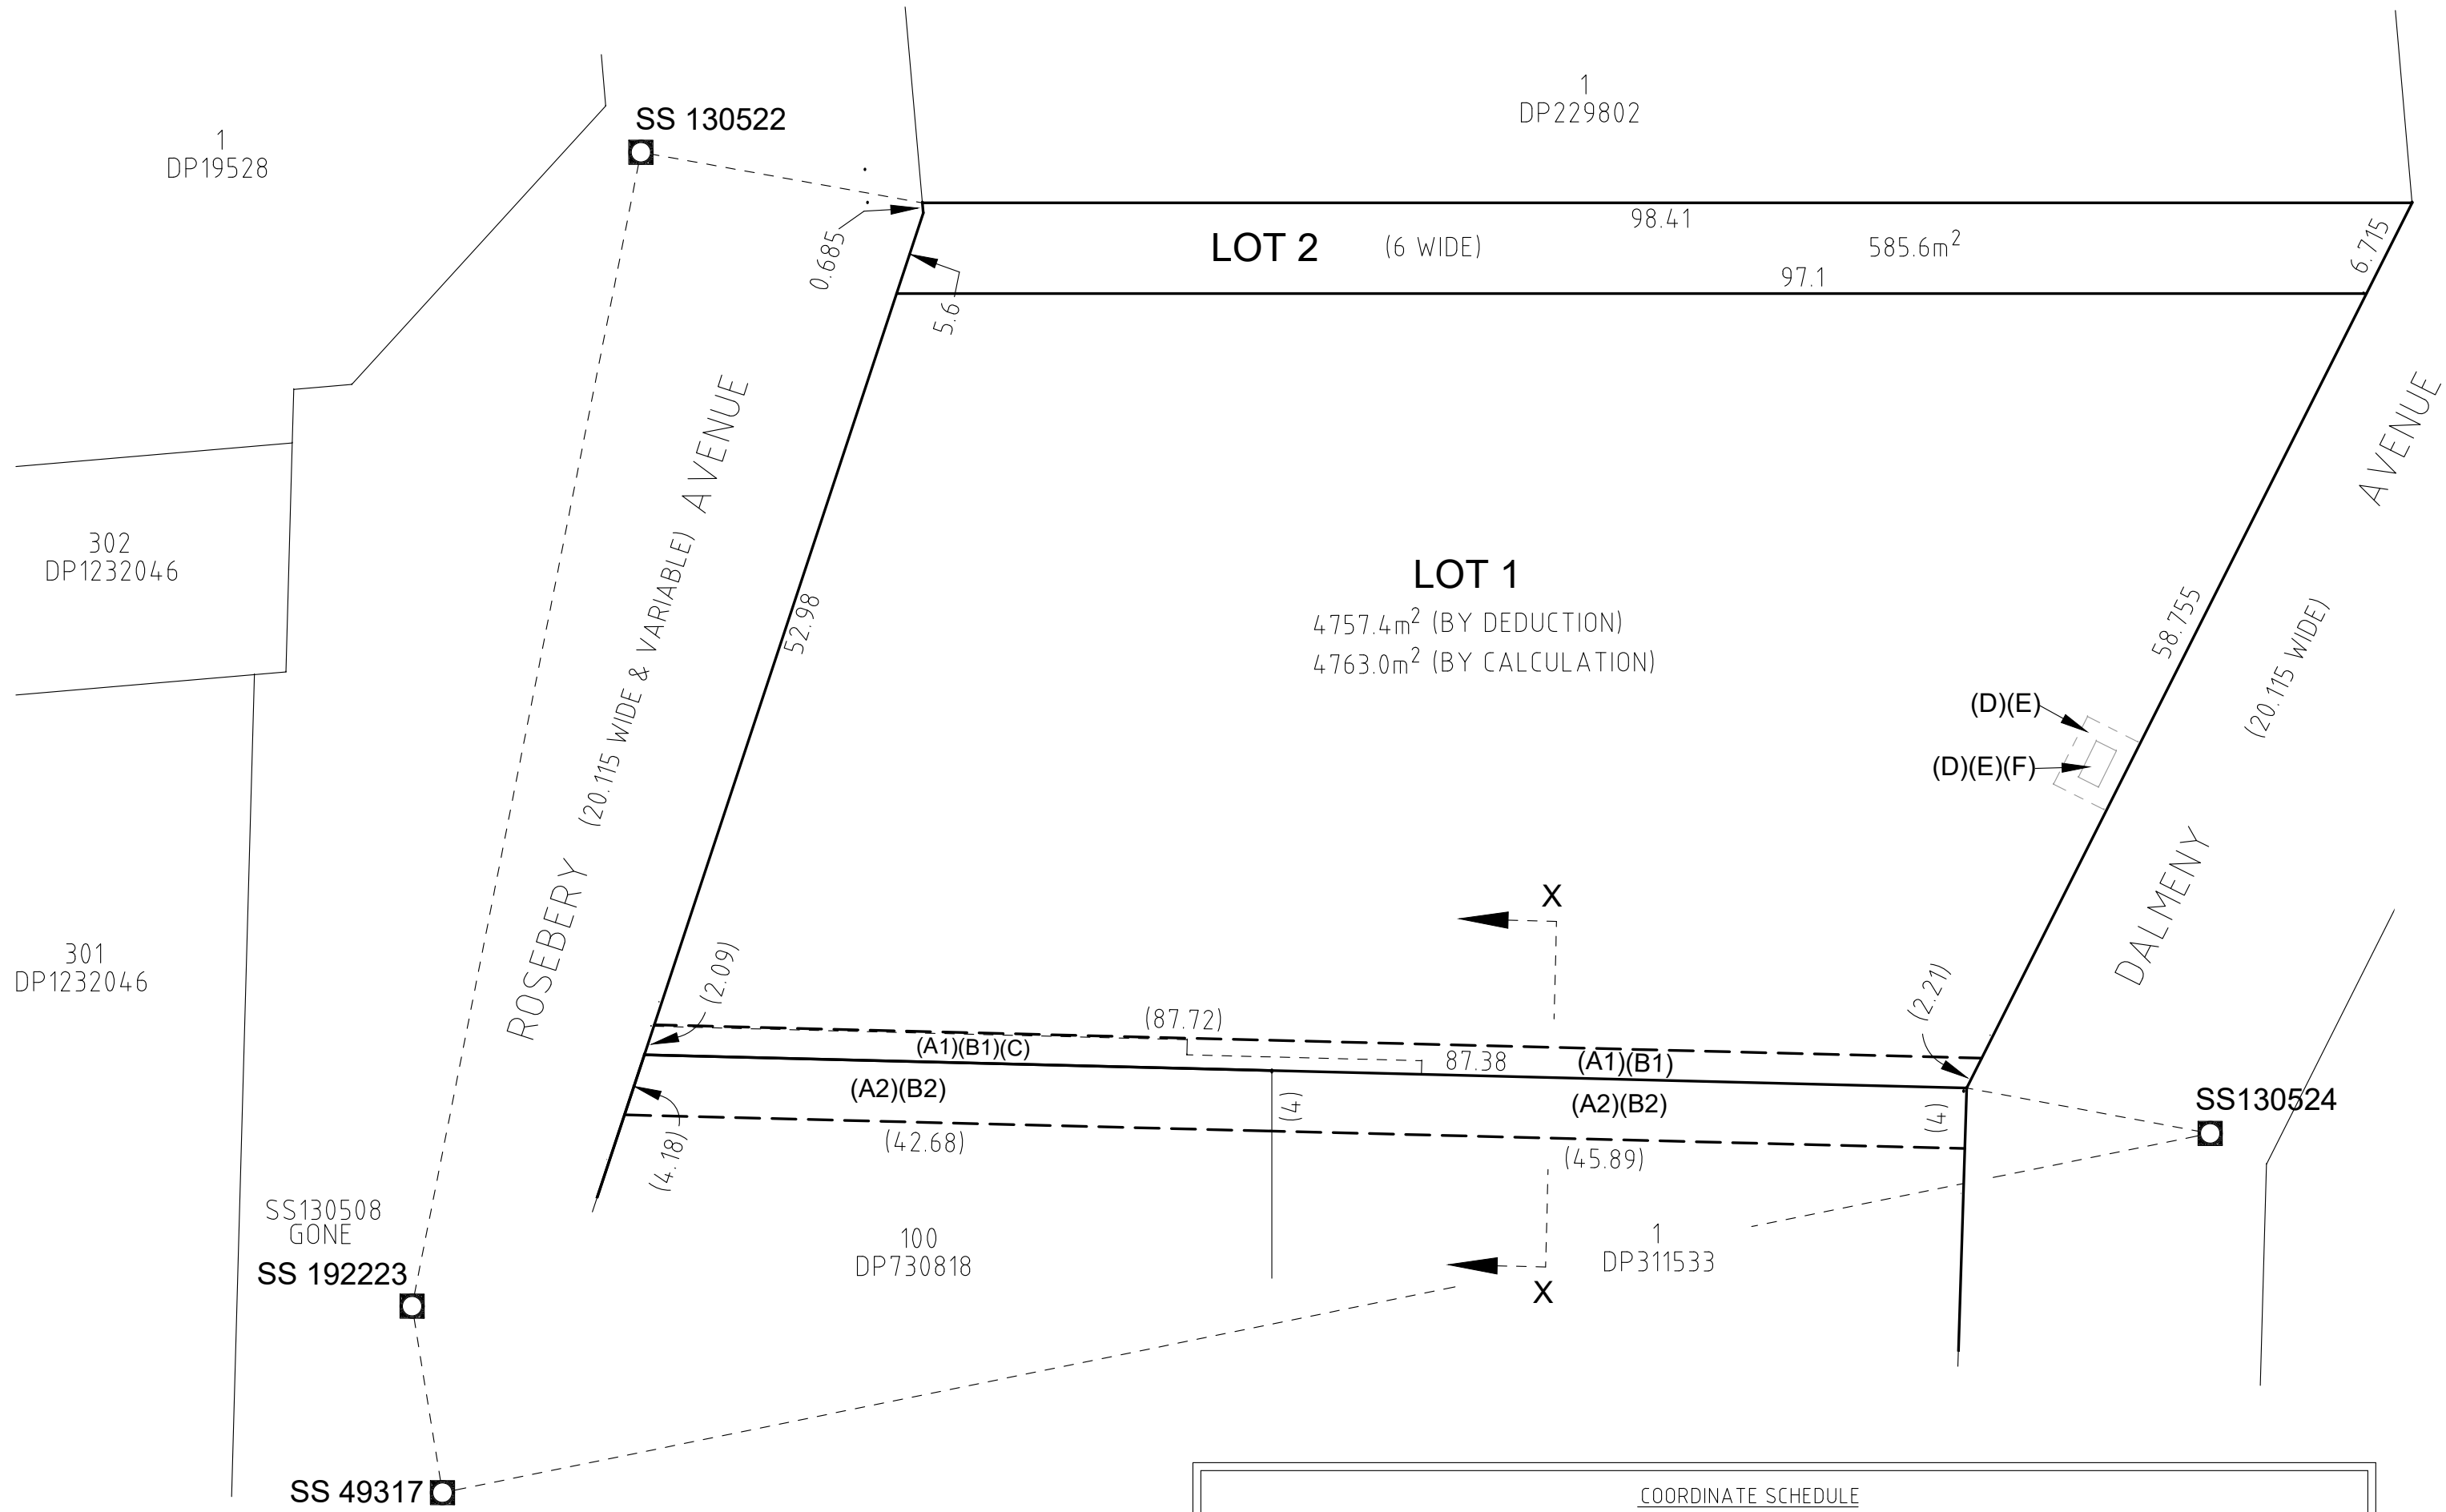 1
DP19528
SS 130522
1
DP229802
0.685
5.6
LOT 2
(6 WIDE)
98.41
585.6m²
97.1
6.715
302
DP1232046
ROSEBERY (20.115 WIDE & VARIABLE) AVENUE
52.98
LOT 1
4757.4m² (BY DEDUCTION)
4763.0m² (BY CALCULATION)
58.755
DALMENY (20.115 WIDE) AVENUE
(D)(E)
(D)(E)(F)
301
DP1232046
X
(2.09)
(87.72)
(2.21)
(A1)(B1)(C)
87.38
(A1)(B1)
(A2)(B2)
(4)
(A2)(B2)
(4)
SS130524
(4.18)
(42.68)
(45.89)
SS130508
GONE
SS 192223
100
DP730818
1
DP311533
X
SS 49317
COORDINATE SCHEDULE